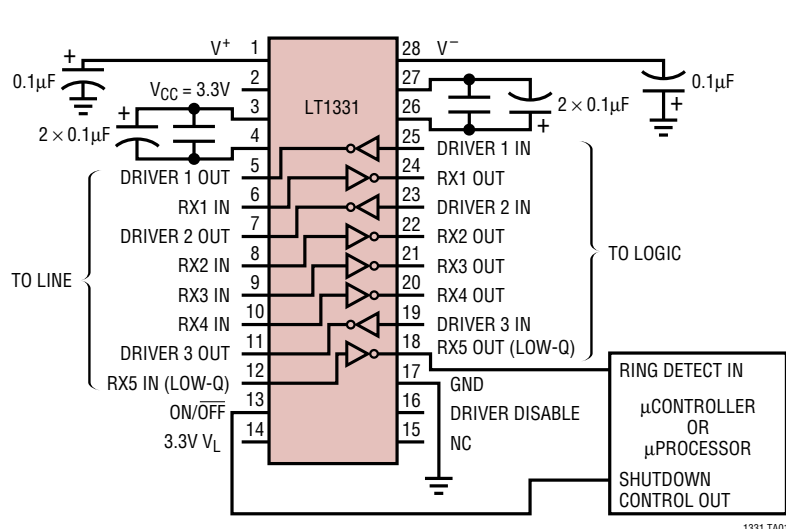 V+ 1
28 V−
+
0.1µF
2
27
0.1µF
+
VCC = 3.3V
LT1331
3
26
+
2 × 0.1µF
2 × 0.1µF
+
4
25 DRIVER 1 IN
DRIVER 1 OUT 5
24 RX1 OUT
RX1 IN 6
23 DRIVER 2 IN
DRIVER 2 OUT 7
22 RX2 OUT
RX2 IN 8
21 RX3 OUT
TO LINE
TO LOGIC
RX3 IN 9
20 RX4 OUT
RX4 IN 10
19 DRIVER 3 IN
DRIVER 3 OUT 11
18 RX5 OUT (LOW-Q)
RX5 IN (LOW-Q) 12
17 GND
ON/OFF 13
16 DRIVER DISABLE
3.3V VL 14
15 NC
RING DETECT IN
µCONTROLLER
OR
µPROCESSOR
SHUTDOWN
CONTROL OUT